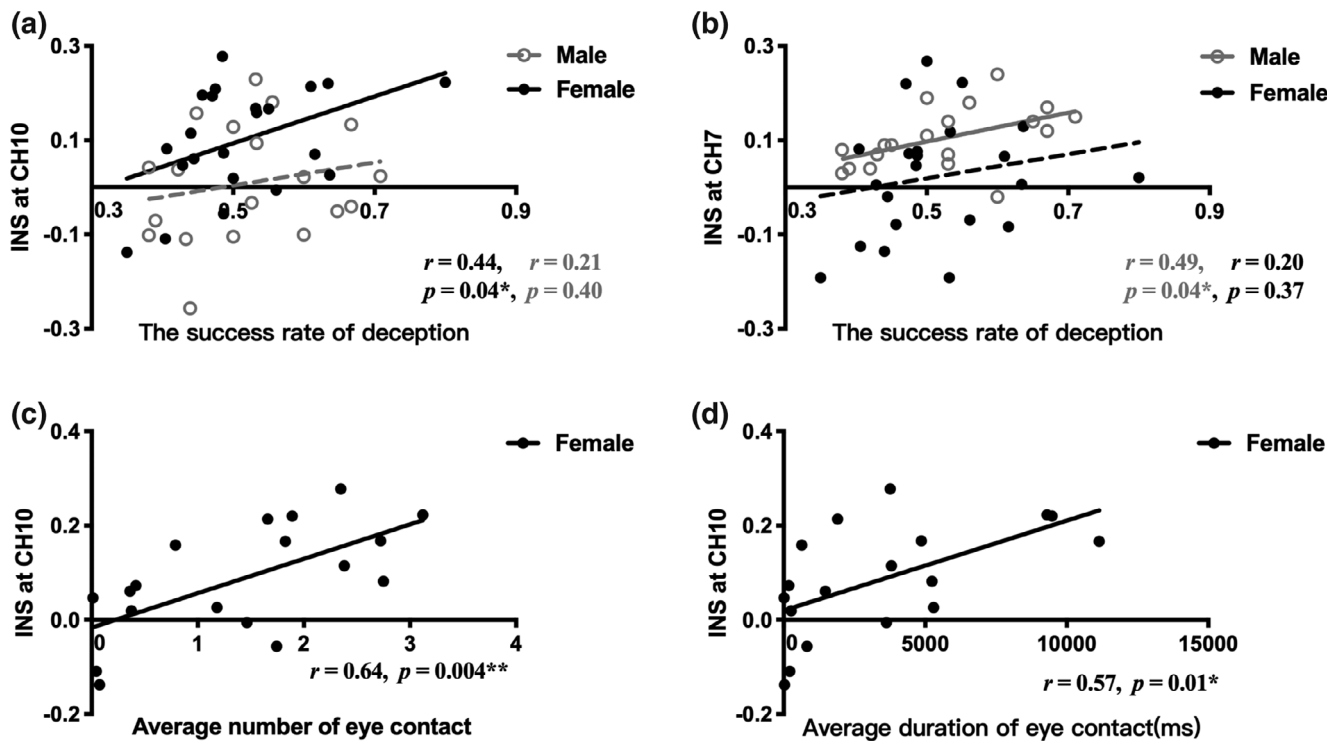 (a)
INS at CH10
0.3
0.1
-0.1
-0.3
0.3 0.5 0.7 0.9
Male
Female
r = 0.44, r = 0.21
p = 0.04*, p = 0.40
The success rate of deception
(b)
INS at CH7
0.3
0.1
-0.1
-0.3
0.3 0.5 0.7 0.9
Male
Female
r = 0.49, r = 0.20
p = 0.04*, p = 0.37
The success rate of deception
(c)
INS at CH10
0.4
0.2
0.0
-0.2
0 1 2 3 4
Female
r = 0.64, p = 0.004**
Average number of eye contact
(d)
INS at CH10
0.4
0.2
0.0
-0.2
0 5000 10000 15000
Female
r = 0.57, p = 0.01*
Average duration of eye contact(ms)